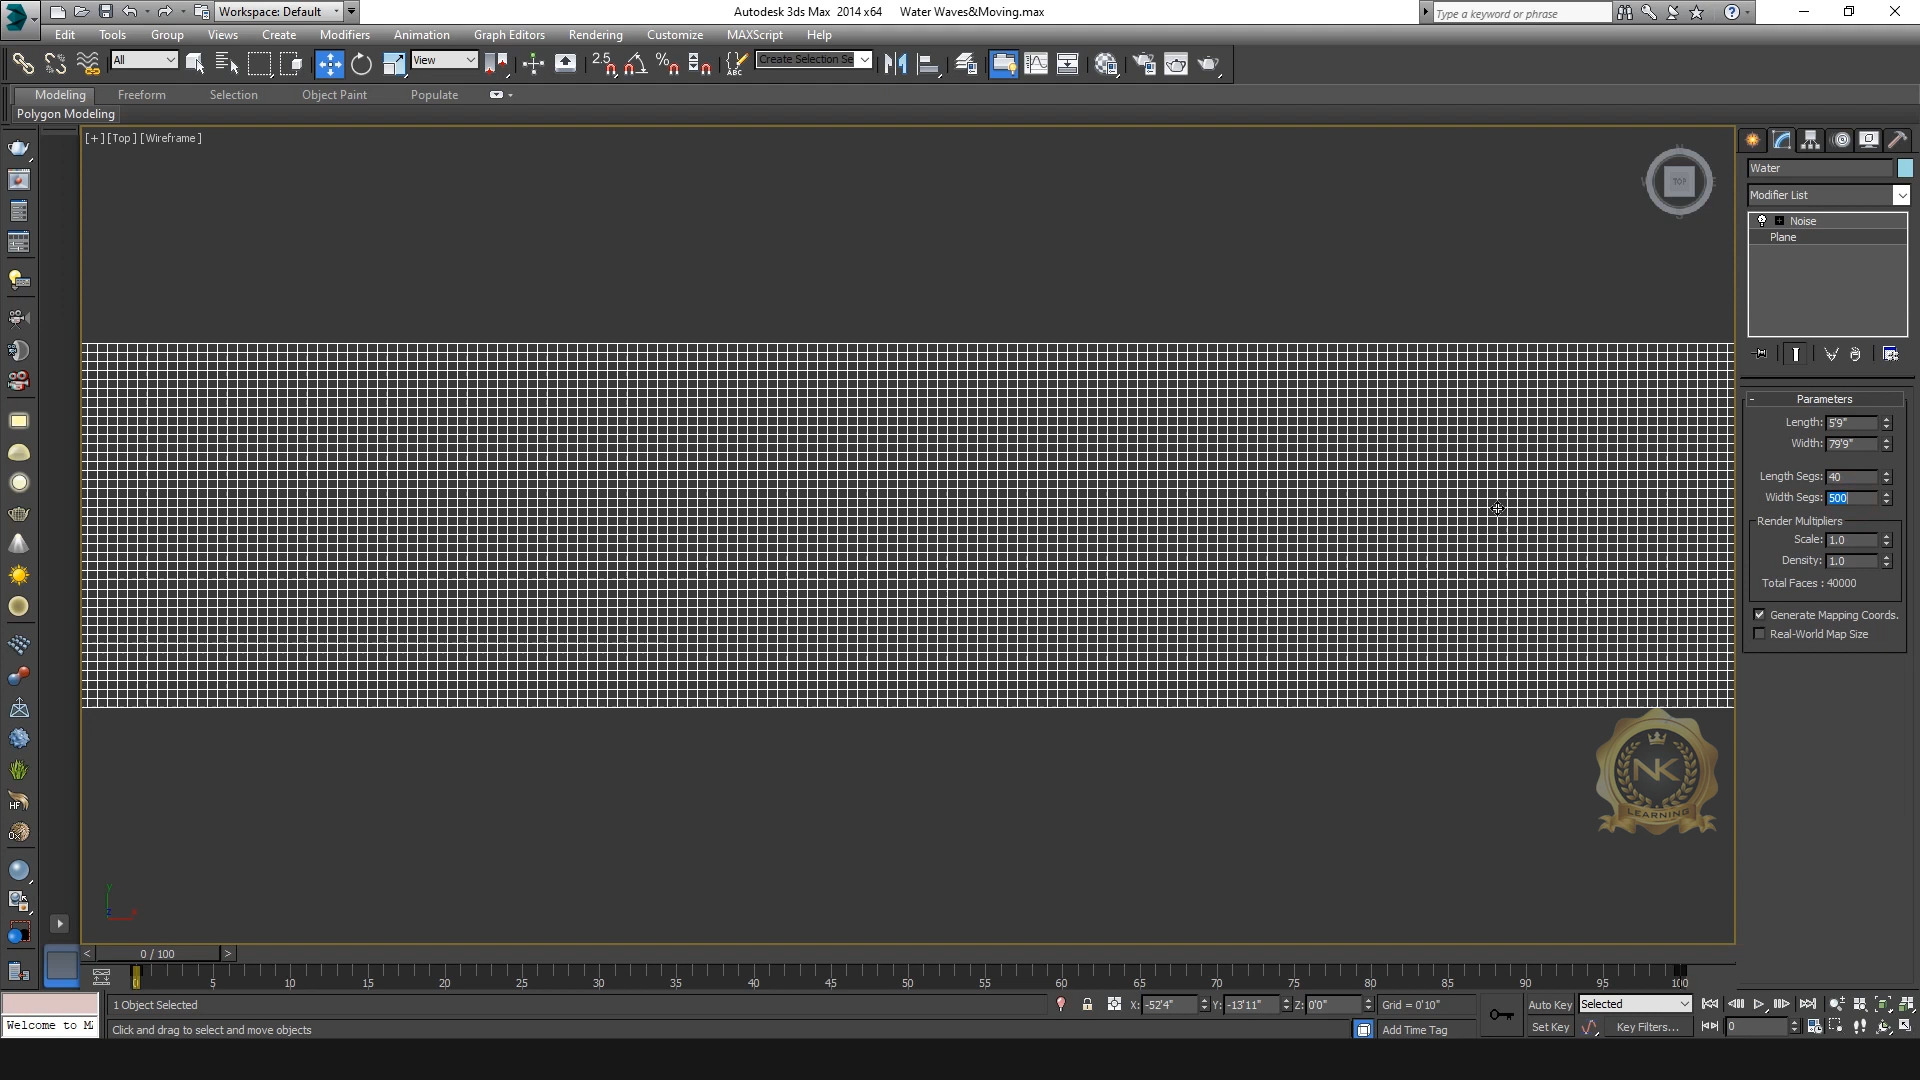 Workspace: Default
Autodesk 3ds Max 2014 x64 Water Waves&Moving.max
Type a keyword or phrase
Edit Tools Group Views Create Modifiers Animation Graph Editors Rendering Customize MAXScript Help
All
View
2.5
Create Selection Se
Modeling Freeform Selection Object Paint Populate
Polygon Modeling
[+][Top][Wireframe]
TOP
Water
Modifier List
Noise
Plane
Parameters
Length: 5'9"
Width: 79'9"
Length Segs: 40
Width Segs: 500
Render Multipliers
Scale: 1.0
Density: 1.0
Total Faces : 40000
Generate Mapping Coords.
Real-World Map Size
HF
NK
LEARNING
0 / 100
0 5 10 15 20 25 30 35 40 45 50 55 60 65 70 75 80 85 90 95 100
1 Object Selected
X: -52'4" Y: -13'11" Z: 0'0" Grid = 0'10"
Auto Key Selected
Welcome to M
Click and drag to select and move objects
Add Time Tag
Set Key Key Filters... 0